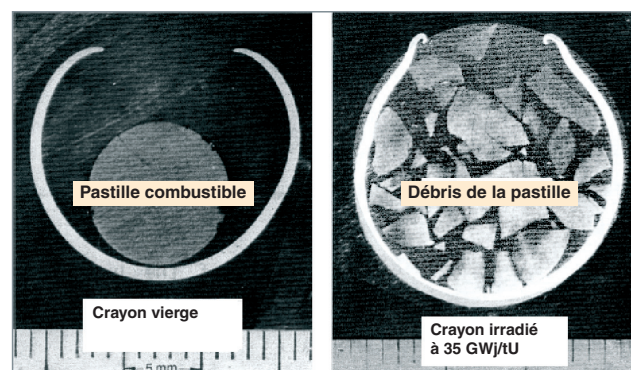 Pastille combustible
Crayon vierge
5 mm
Débris de la pastille
Crayon irradié
à 35 GWj/tU